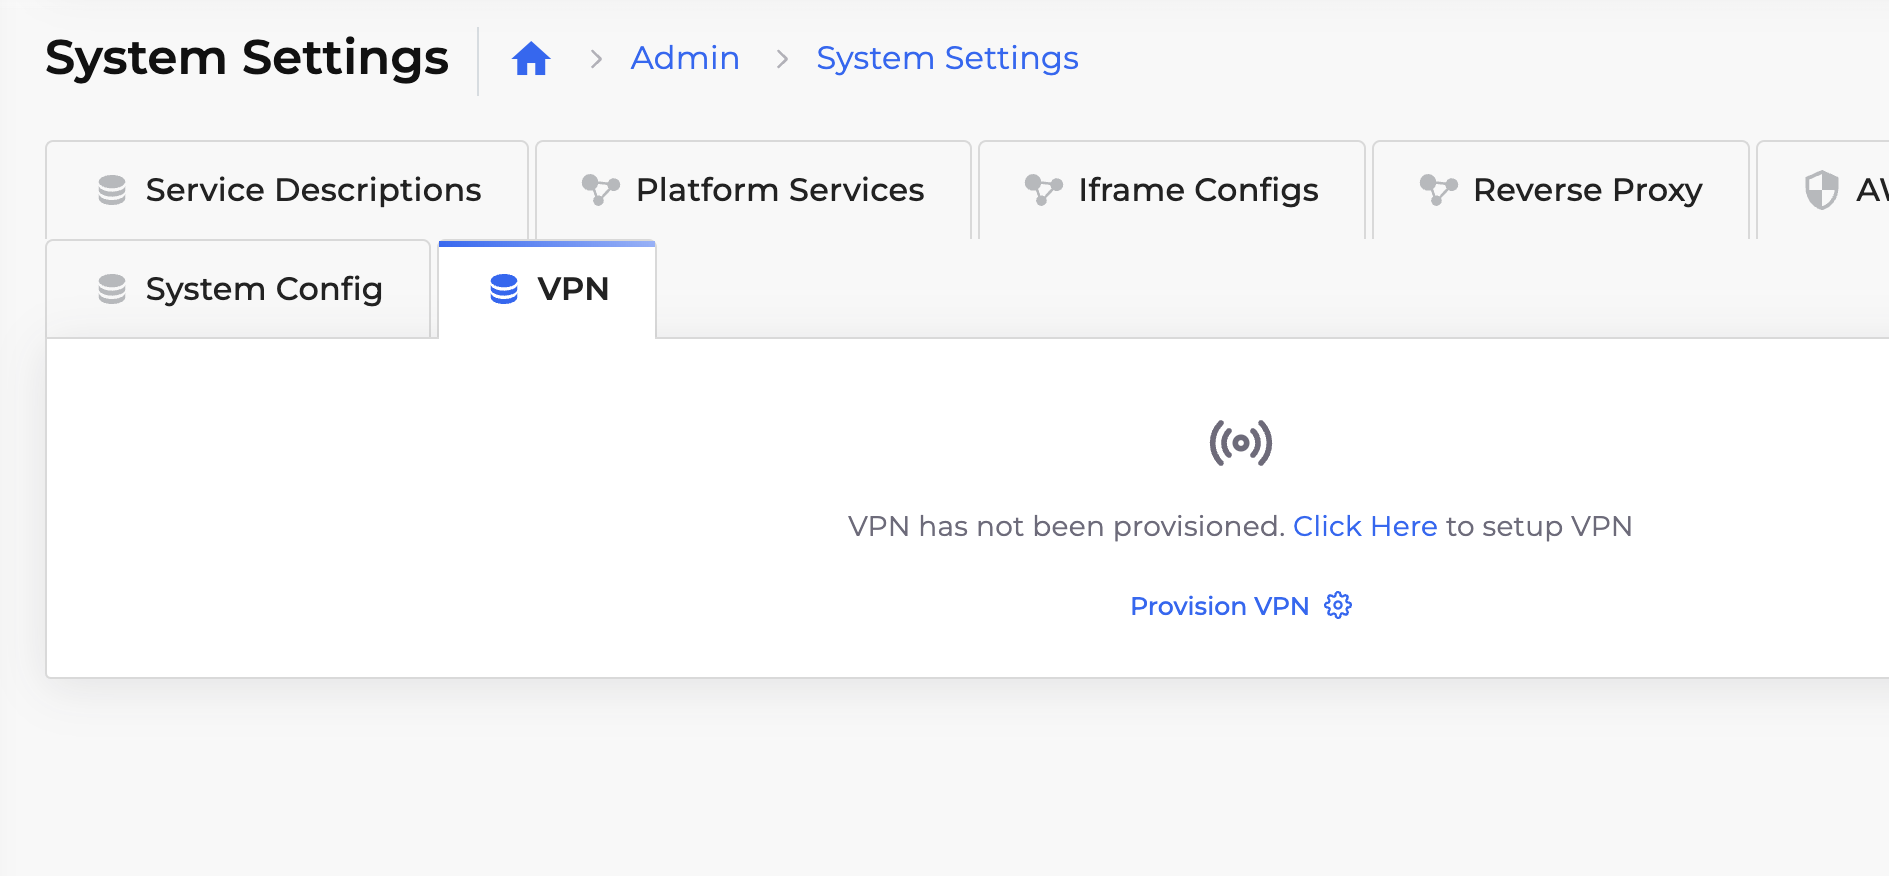 System Settings
Admin
System Settings
Service Descriptions
Platform Services
Iframe Configs
Reverse Proxy
System Config
VPN
VPN has not been provisioned. Click Here to setup VPN
Provision VPN